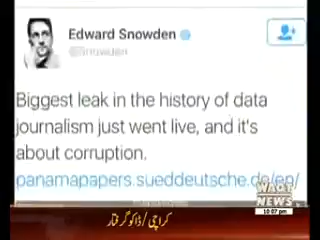 Edward Snowden
@Snowden
Biggest leak in the history of data
journalism just went live, and it's
about corruption.
panamapapers.sueddeutsche.de/en/
WAQT
NEWS
10:07 pm
کراچی/ڈاکو گرفتار